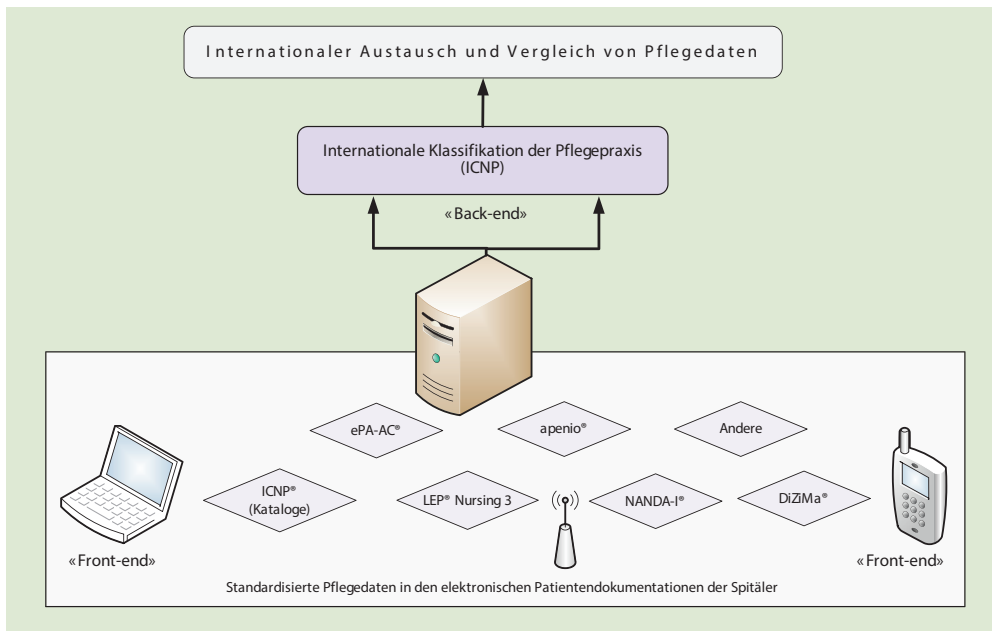 Internationaler Austausch und Vergleich von Pflegedaten
Internationale Klassifikation der Pflegepraxis
(ICNP)
«Back-end»
ePA-AC®
apenio®
Andere
ICNP®
(Kataloge)
LEP® Nursing 3
NANDA-I®
DiZiMa®
«Front-end»
«Front-end»
Standardisierte Pflegedaten in den elektronischen Patientendokumentationen der Spitäler